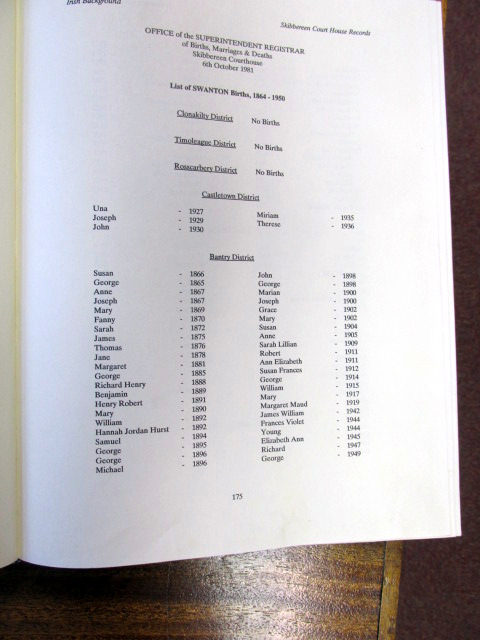 Irish Background
Skibbereen Court House Records
OFFICE of the SUPERINTENDENT REGISTRAR
of Births, Marriages & Deaths
Skibbereen Courthouse
6th October 1981
List of SWANTON Births, 1864 - 1950
Clonakilty District No Births
Timoleague District No Births
Rosscarbery District No Births
Castletown District
Una - 1927
Joseph - 1929
John - 1930
Miriam - 1935
Therese - 1936
Bantry District
Susan - 1866
George - 1865
Anne - 1867
Joseph - 1867
Mary - 1869
Fanny - 1870
Sarah - 1872
James - 1875
Thomas - 1876
Jane - 1878
Margaret - 1881
George - 1885
Richard Henry - 1888
Benjamin - 1889
Henry Robert - 1891
Mary - 1890
William - 1892
Hannah Jordan Hurst - 1892
Samuel - 1894
George - 1895
George - 1896
Michael - 1896
John - 1898
George - 1898
Marian - 1900
Joseph - 1900
Grace - 1902
Mary - 1902
Susan - 1904
Anne - 1905
Sarah Lillian - 1909
Robert - 1911
Ann Elizabeth - 1911
Susan Frances - 1912
George - 1914
William - 1915
Mary - 1917
Margaret Maud - 1919
James William - 1942
Frances Violet - 1944
Young - 1944
Elizabeth Ann - 1945
Richard - 1947
George - 1949
175